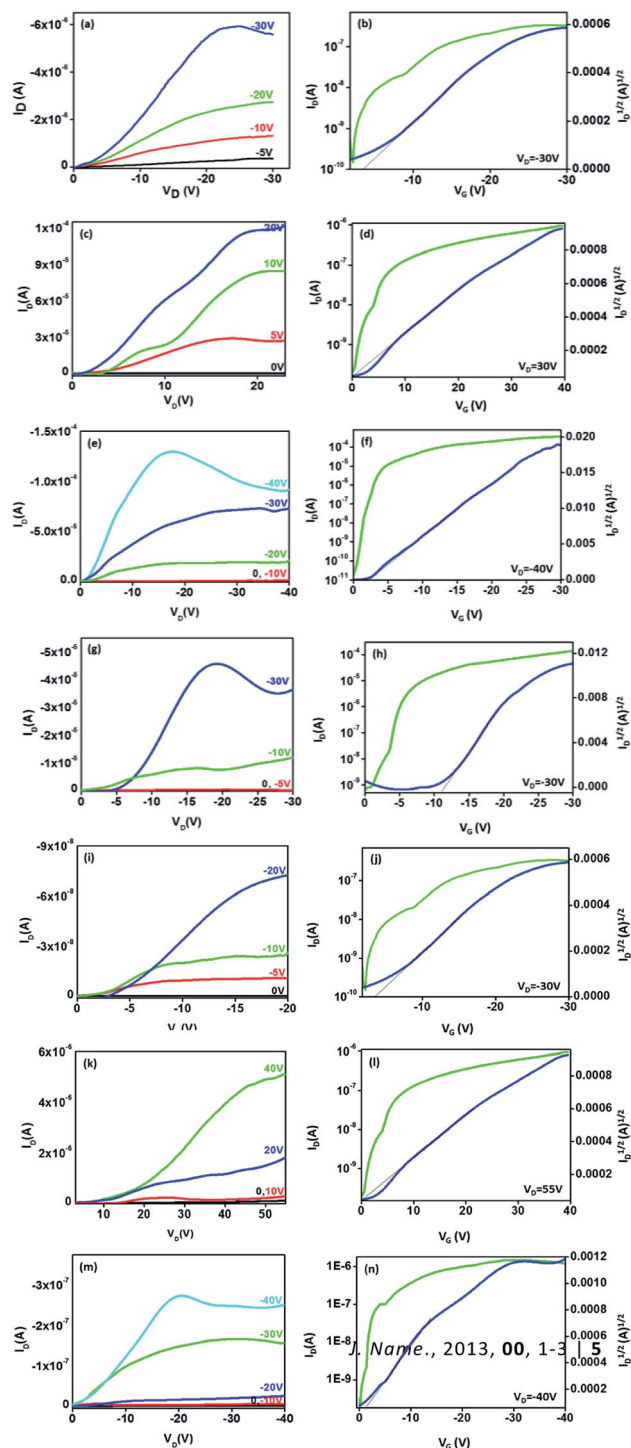 (a)
-6x10⁻⁶
-4x10⁻⁶
-2x10⁻⁶
0
I_D (A)
-30V
-20V
-10V
-5V
0 -10 -20 -30
V_D (V)
(b)
10⁻⁷
10⁻⁸
10⁻⁹
10⁻¹⁰
I_D(A)
0.0006
0.0004
0.0002
0.0000
I_D^1/2 (A)^1/2
V_D=-30V
-10 -20 -30
V_G (V)
(c)
1x10⁻⁴
9x10⁻⁵
6x10⁻⁵
3x10⁻⁵
0
I_D(A)
20V
10V
5V
0V
0 10 20
V_D(V)
(d)
10⁻⁶
10⁻⁷
10⁻⁸
10⁻⁹
I_D(A)
0.0008
0.0006
0.0004
0.0002
I_D^1/2 (A)^1/2
V_D=30V
0 10 20 30 40
V_G (V)
(e)
-1.5x10⁻⁴
-1.0x10⁻⁴
-5.0x10⁻⁵
0.0
I_D(A)
-40V
-30V
-20V
0, -10V
0 -10 -20 -30 -40
V_D(V)
(f)
10⁻⁴
10⁻⁵
10⁻⁶
10⁻⁷
10⁻⁸
10⁻⁹
10⁻¹⁰
10⁻¹¹
I_D(A)
0.020
0.015
0.010
0.005
0.000
I_D^1/2 (A)^1/2
V_D=-40V
0 -5 -10 -15 -20 -25 -30
V_G (V)
(g)
-5x10⁻⁵
-4x10⁻⁵
-3x10⁻⁵
-2x10⁻⁵
-1x10⁻⁵
0
I_D(A)
-30V
-10V
0, -5V
0 -5 -10 -15 -20 -25 -30
V_D(V)
(h)
10⁻⁴
10⁻⁵
10⁻⁶
10⁻⁷
10⁻⁸
10⁻⁹
I_D(A)
0.012
0.008
0.004
0.000
I_D^1/2 (A)^1/2
V_D=-30V
0 -5 -10 -15 -20 -25 -30
V_G (V)
(i)
-9x10⁻⁸
-6x10⁻⁸
-3x10⁻⁸
0
I_D(A)
-20V
-10V
-5V
0V
0 -5 -10 -15 -20
V (V)
(j)
10⁻⁷
10⁻⁸
10⁻⁹
10⁻¹⁰
I_D(A)
0.0006
0.0004
0.0002
0.0000
I_D^1/2 (A)^1/2
V_D=-30V
-10 -20 -30
V_G (V)
(k)
6x10⁻⁶
4x10⁻⁶
2x10⁻⁶
0
I_D(A)
40V
20V
0,10V
10 20 30 40 50
V_D(V)
(l)
10⁻⁶
10⁻⁷
10⁻⁸
10⁻⁹
I_D(A)
0.0008
0.0006
0.0004
0.0002
I_D^1/2 (A)^1/2
V_D=55V
0 10 20 30 40
V_G (V)
(m)
-3x10⁻⁷
-2x10⁻⁷
-1x10⁻⁷
0
I_D(A)
-40V
-30V
-20V
0,-10V
0 -10 -20 -30 -40
V_D(V)
(n)
1E-6
1E-7
1E-8
1E-9
I_D(A)
0.0012
0.0010
0.0008
0.0006
0.0004
0.0002
I_D^1/2 (A)^1/2
V_D=-40V
0 -10 -20 -30 -40
V_G (V)
J. Name., 2013, 00, 1-3 | 5